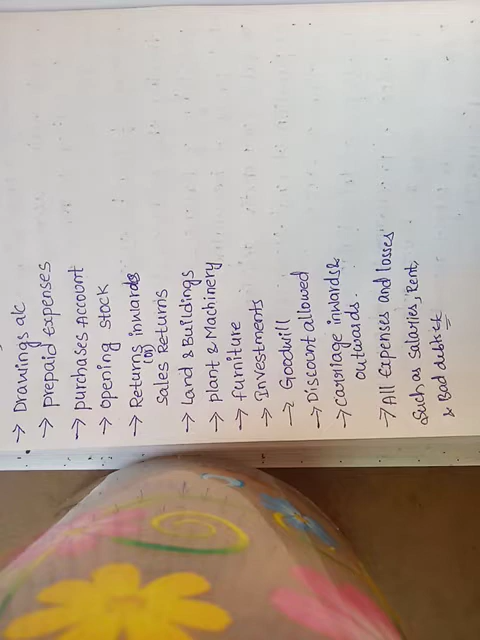 → Drawings a/c
→ prepaid expenses
→ purchases Account
→ opening stock
→ Returns inwards
(or)
Sales Returns
→ Land & Buildings
→ plant & Machinery
→ furniture
→ Investments
→ Goodwill
→ Discount allowed
→ carriage inwards &
outwards.
→ All Expenses and losses
Such as salaries, Rent,
& Bad debts